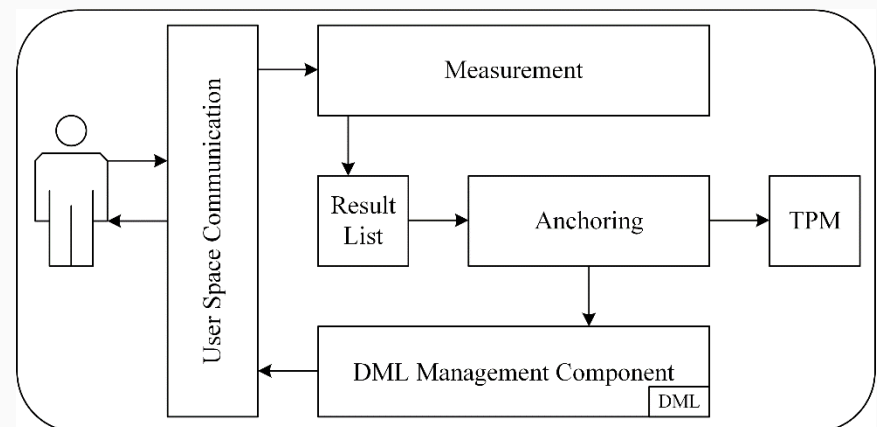 User Space Communication
Measurement
Result
List
Anchoring
TPM
DML Management Component
DML